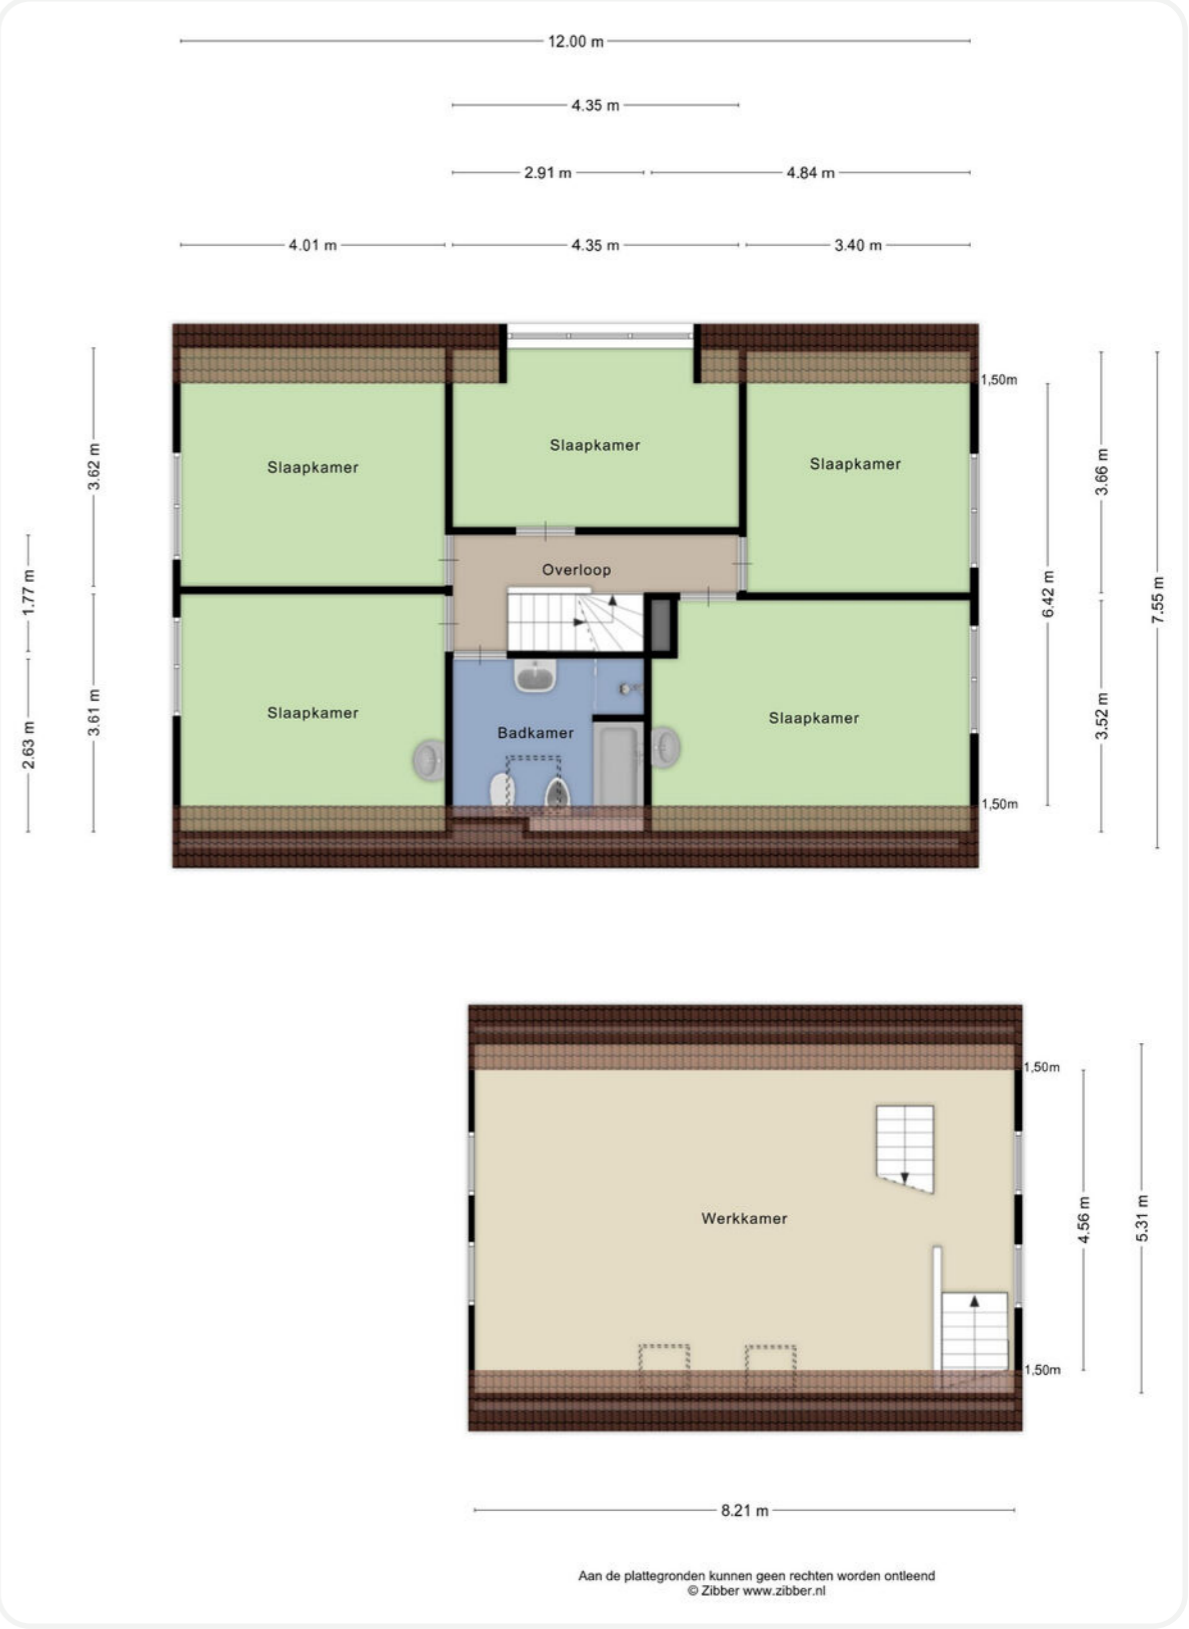 12.00 m
4.35 m
2.91 m
4.84 m
4.01 m
4.35 m
3.40 m
1,50m
Slaapkamer
Slaapkamer
Slaapkamer
3.62 m
3.66 m
Overloop
1.77 m
6.42 m
7.55 m
Slaapkamer
Slaapkamer
Badkamer
3.61 m
3.52 m
2.63 m
1,50m
1,50m
Werkkamer
4.56 m
5.31 m
1,50m
8.21 m
Aan de plattegronden kunnen geen rechten worden ontleend
© Zibber www.zibber.nl